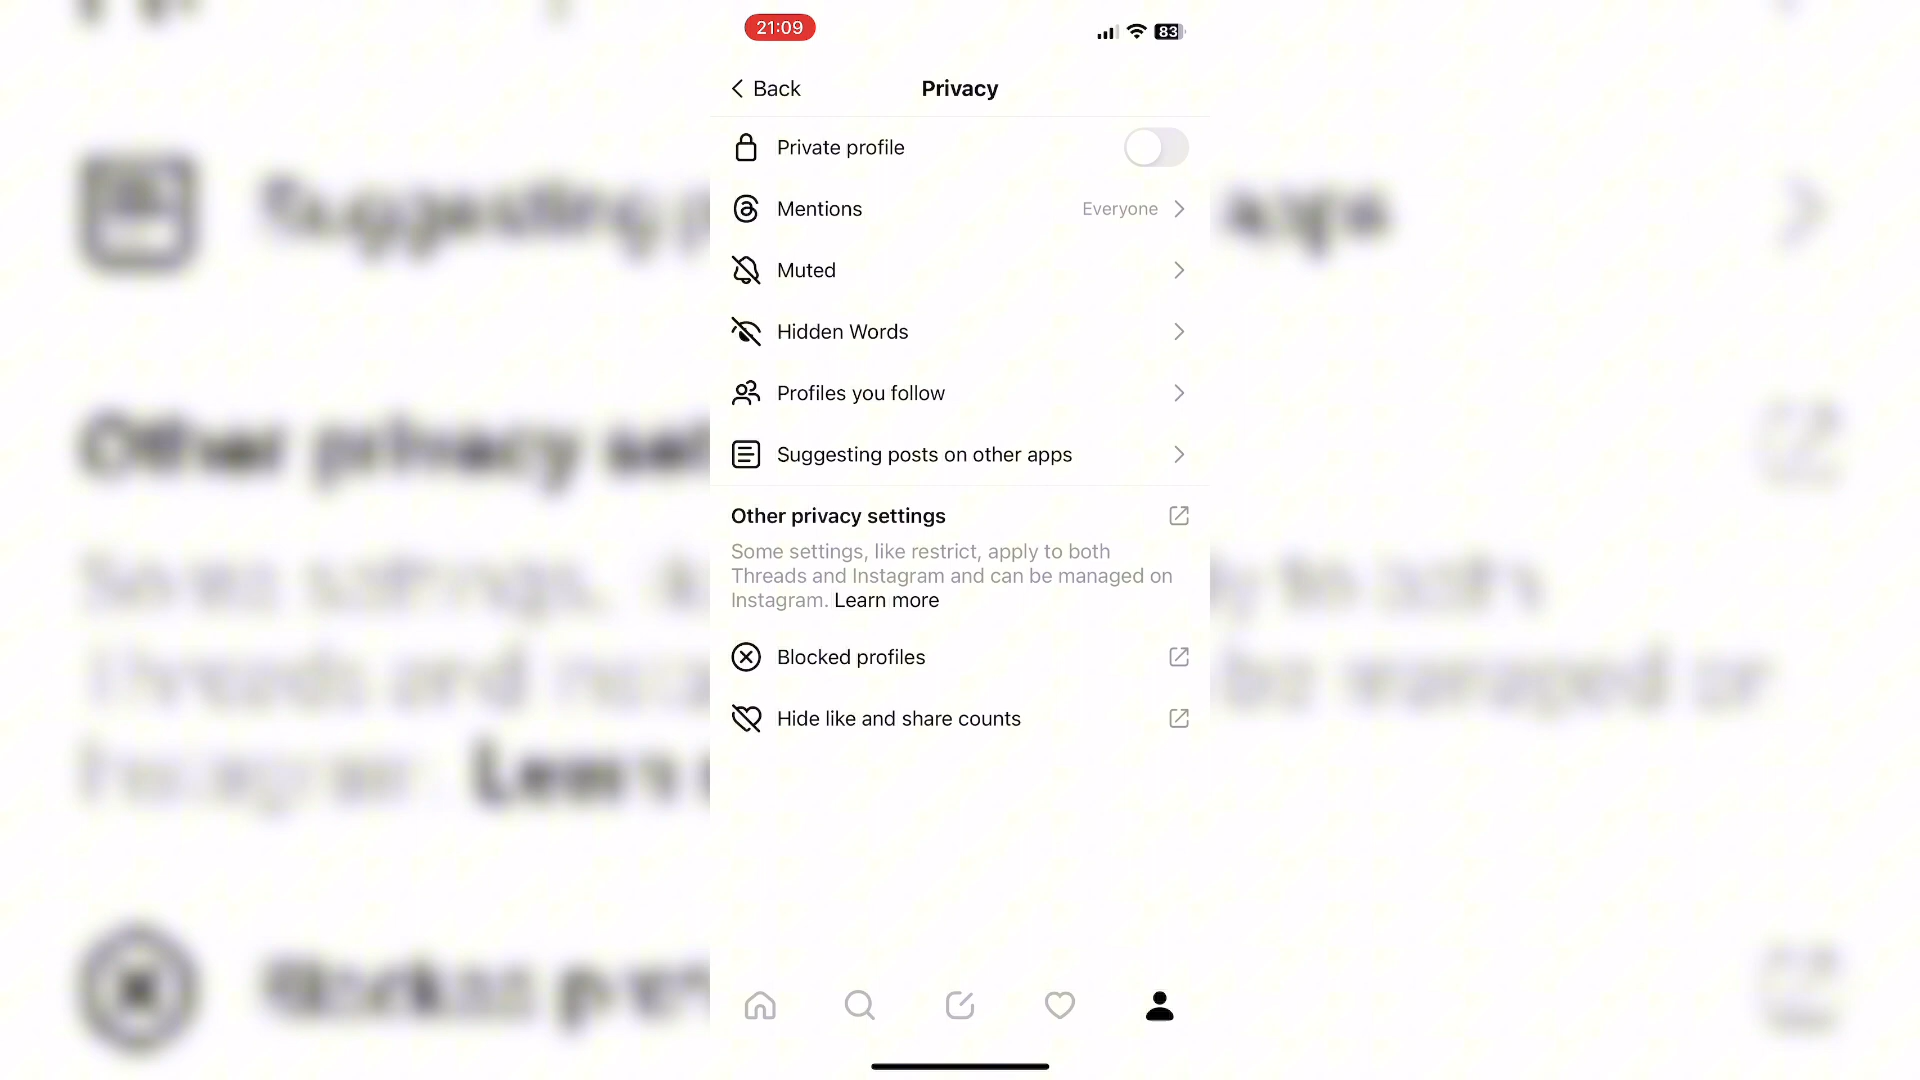 21:09
83
Back
Privacy
Private profile
Mentions
Everyone
Muted
Hidden Words
Profiles you follow
Suggesting posts on other apps
Other privacy settings
Some settings, like restrict, apply to both
Threads and Instagram and can be managed on
Instagram. Learn more
Blocked profiles
Hide like and share counts